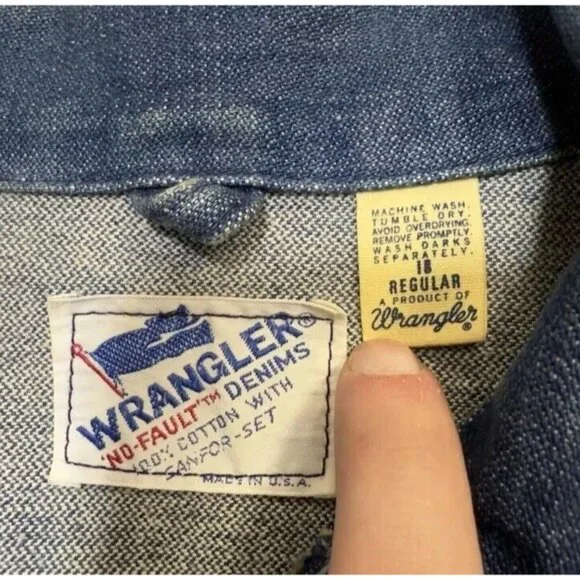 MACHINE WASH.
TUMBLE DRY.
AVOID OVERDRYING.
REMOVE PROMPTLY.
WASH DARKS
SEPARATELY.
18
REGULAR
A PRODUCT OF
Wrangler®
WRANGLER®
'NO-FAULT'™ DENIMS
100% COTTON WITH
SANFOR-SET
MADE IN U.S.A.